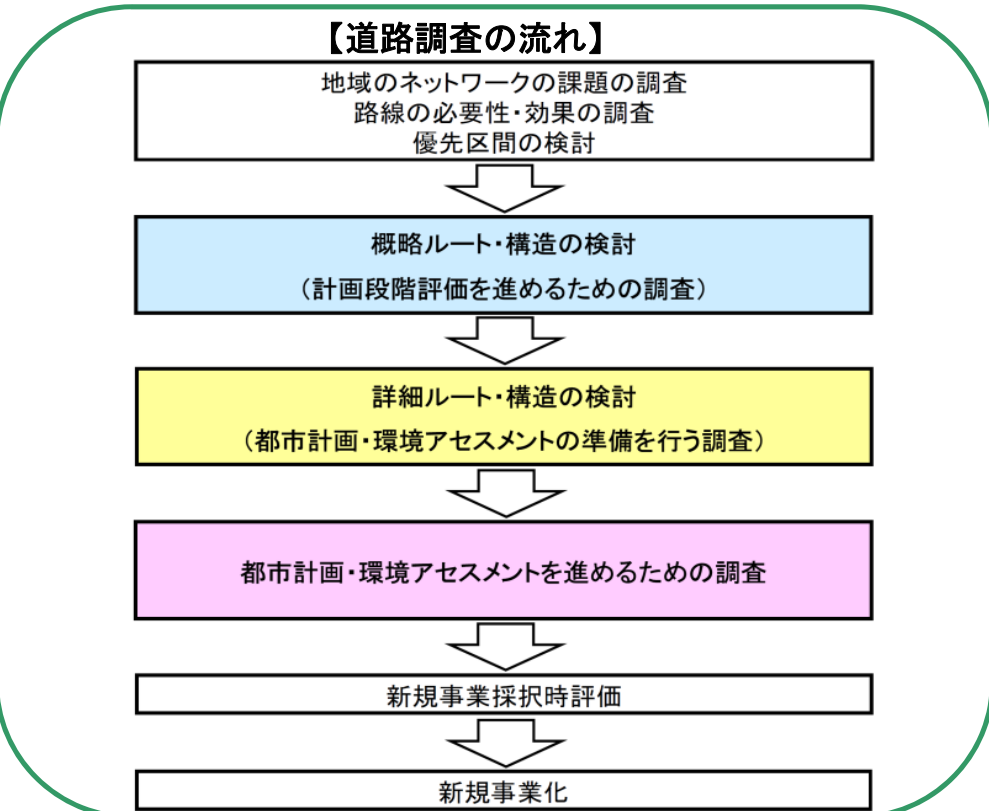 【道路調査の流れ】
地域のネットワークの課題の調査
路線の必要性・効果の調査
優先区間の検討
概略ルート・構造の検討
（計画段階評価を進めるための調査）
詳細ルート・構造の検討
（都市計画・環境アセスメントの準備を行う調査）
都市計画・環境アセスメントを進めるための調査
新規事業採択時評価
新規事業化